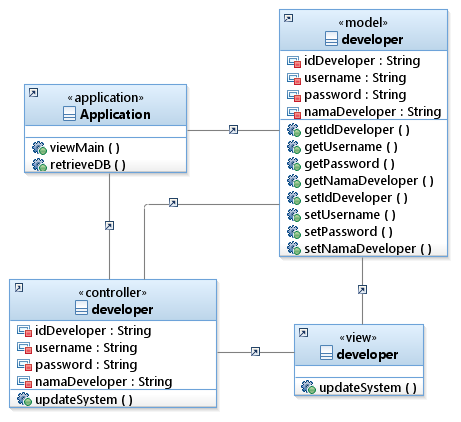 «model»
developer
idDeveloper : String
username : String
password : String
namaDeveloper : String
getIdDeveloper ( )
getUsername ( )
getPassword ( )
getNamaDeveloper ( )
setIdDeveloper ( )
setUsername ( )
setPassword ( )
setNamaDeveloper ( )
«application»
Application
viewMain ( )
retrieveDB ( )
«controller»
developer
idDeveloper : String
username : String
password : String
namaDeveloper : String
updateSystem ( )
«view»
developer
updateSystem ( )